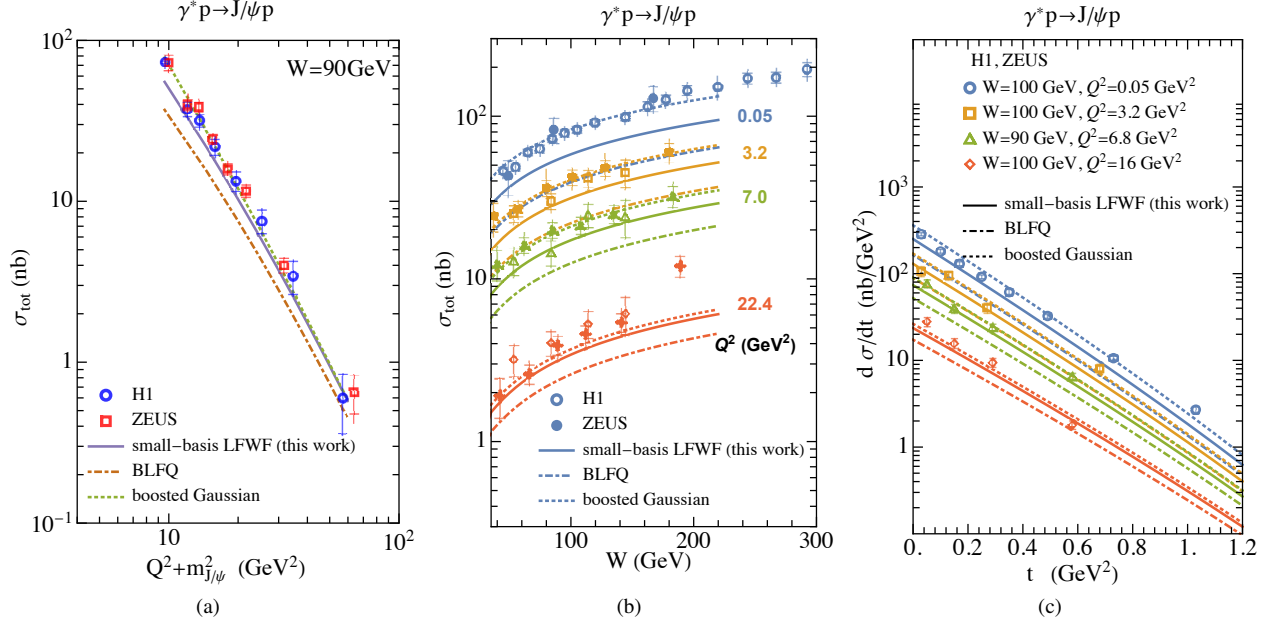 γ*p→J/ψp
σtot (nb)
10²
10
1
10⁻¹
W=90GeV
H1
ZEUS
small−basis LFWF (this work)
BLFQ
boosted Gaussian
10
10²
Q²+m²J/ψ (GeV²)
(a)
γ*p→J/ψp
σtot (nb)
10²
10
1
0.05
3.2
7.0
22.4
Q² (GeV²)
H1
ZEUS
small−basis LFWF (this work)
BLFQ
boosted Gaussian
100
200
300
W (GeV)
(b)
γ*p→J/ψp
d σ/dt (nb/GeV²)
10³
10²
10
1
H1, ZEUS
W=100 GeV, Q²=0.05 GeV²
W=100 GeV, Q²=3.2 GeV²
W=90 GeV, Q²=6.8 GeV²
W=100 GeV, Q²=16 GeV²
small−basis LFWF (this work)
BLFQ
boosted Gaussian
0.
0.2
0.4
0.6
0.8
1.
1.2
t (GeV²)
(c)